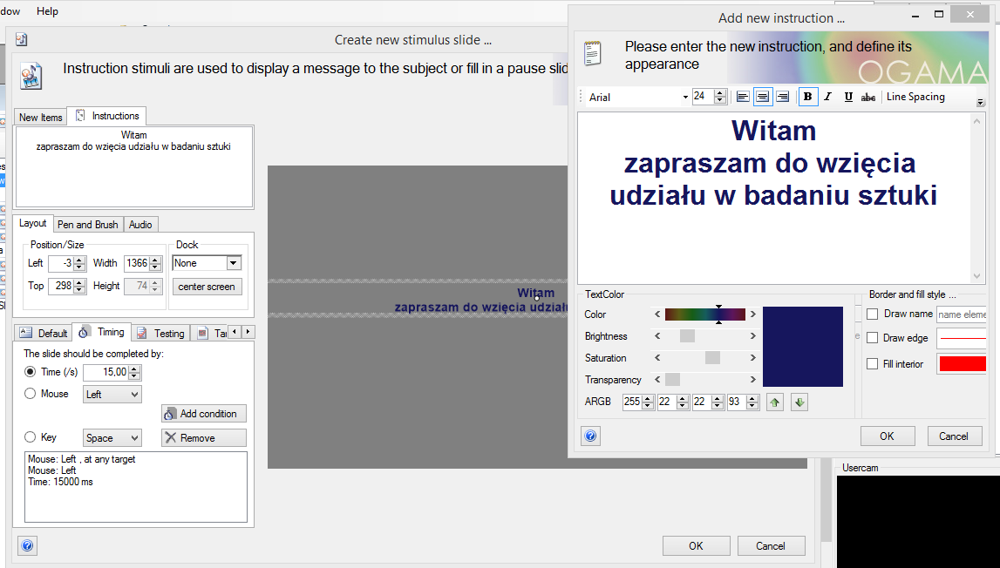 dow Help
Create new stimulus slide ...
Instruction stimuli are used to display a message to the subject or fill in a pause slid
New Items Instructions
Witam
zapraszam do wzięcia udziału w badaniu sztuki
Layout Pen and Brush Audio
Position/Size Dock
Left -3 Width 1366 None
Top 298 Height 74 center screen
Default Timing Testing Tar
The slide should be completed by:
Time (/s) 15,00
Mouse Left
Add condition
Key Space Remove
Mouse: Left , at any target
Mouse: Left
Time: 15000 ms
Witam
zapraszam do wzięcia udziału
OK Cancel
Add new instruction ...
Please enter the new instruction, and define its
appearance
OGAMA
Arial 24 B I U abc Line Spacing
Witam
zapraszam do wzięcia
udziału w badaniu sztuki
TextColor
Color
Brightness
Saturation
Transparency
ARGB 255 22 22 93
Border and fill style ...
Draw name name eleme
Draw edge
Fill interior
OK Cancel
Usercam